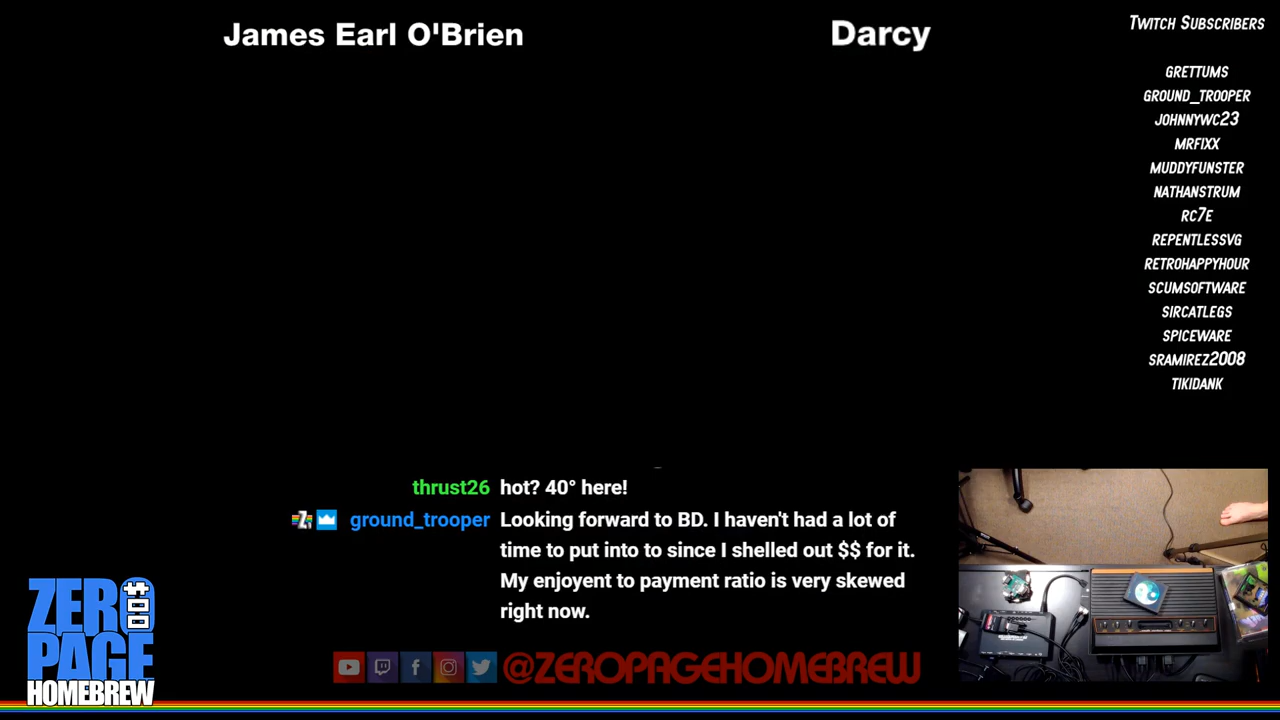 James Earl O'Brien
Darcy
TWITCH SUBSCRIBERS
GRETTUMS
GROUND_TROOPER
JOHNNYWC23
MRFIXX
MUDDYFUNSTER
NATHANSTRUM
RC7E
REPENTLESSVG
RETROHAPPYHOUR
SCUMSOFTWARE
SIRCATLEGS
SPICEWARE
SRAMIREZ2008
TIKIDANK
thrust26 hot? 40° here!
ground_trooper Looking forward to BD. I haven't had a lot of
time to put into to since I shelled out $$ for it.
My enjoyent to payment ratio is very skewed
right now.
ZERO
PAGE
HOMEBREW
@ZEROPAGEHOMEBREW